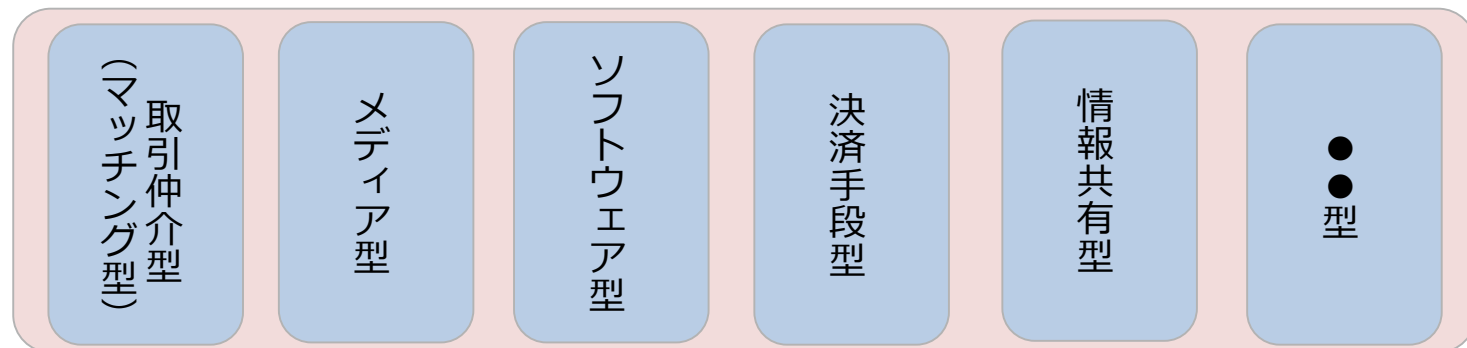 取引仲介型
（マッチング型）
メディア型
ソフトウェア型
決済手段型
情報共有型
●●型